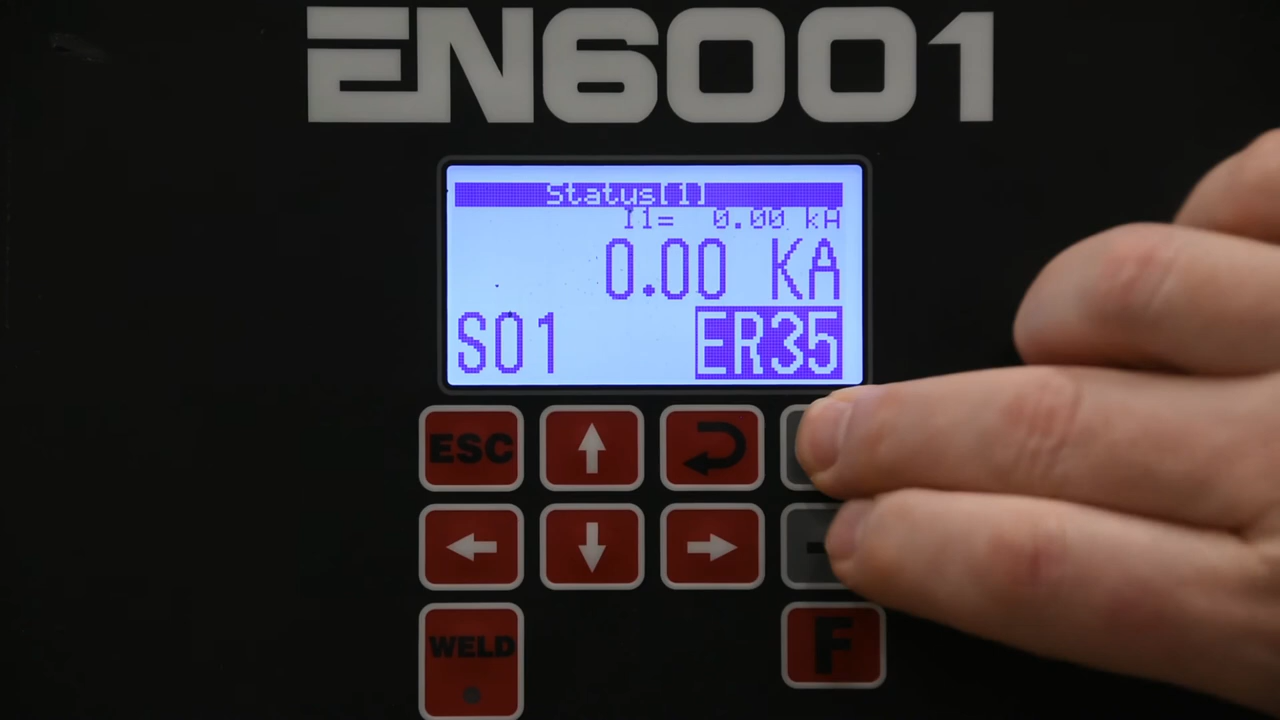 EN6001
Status[1]
I1= 0.00 kA
0.00 KA
S01 ER35
ESC
WELD
F